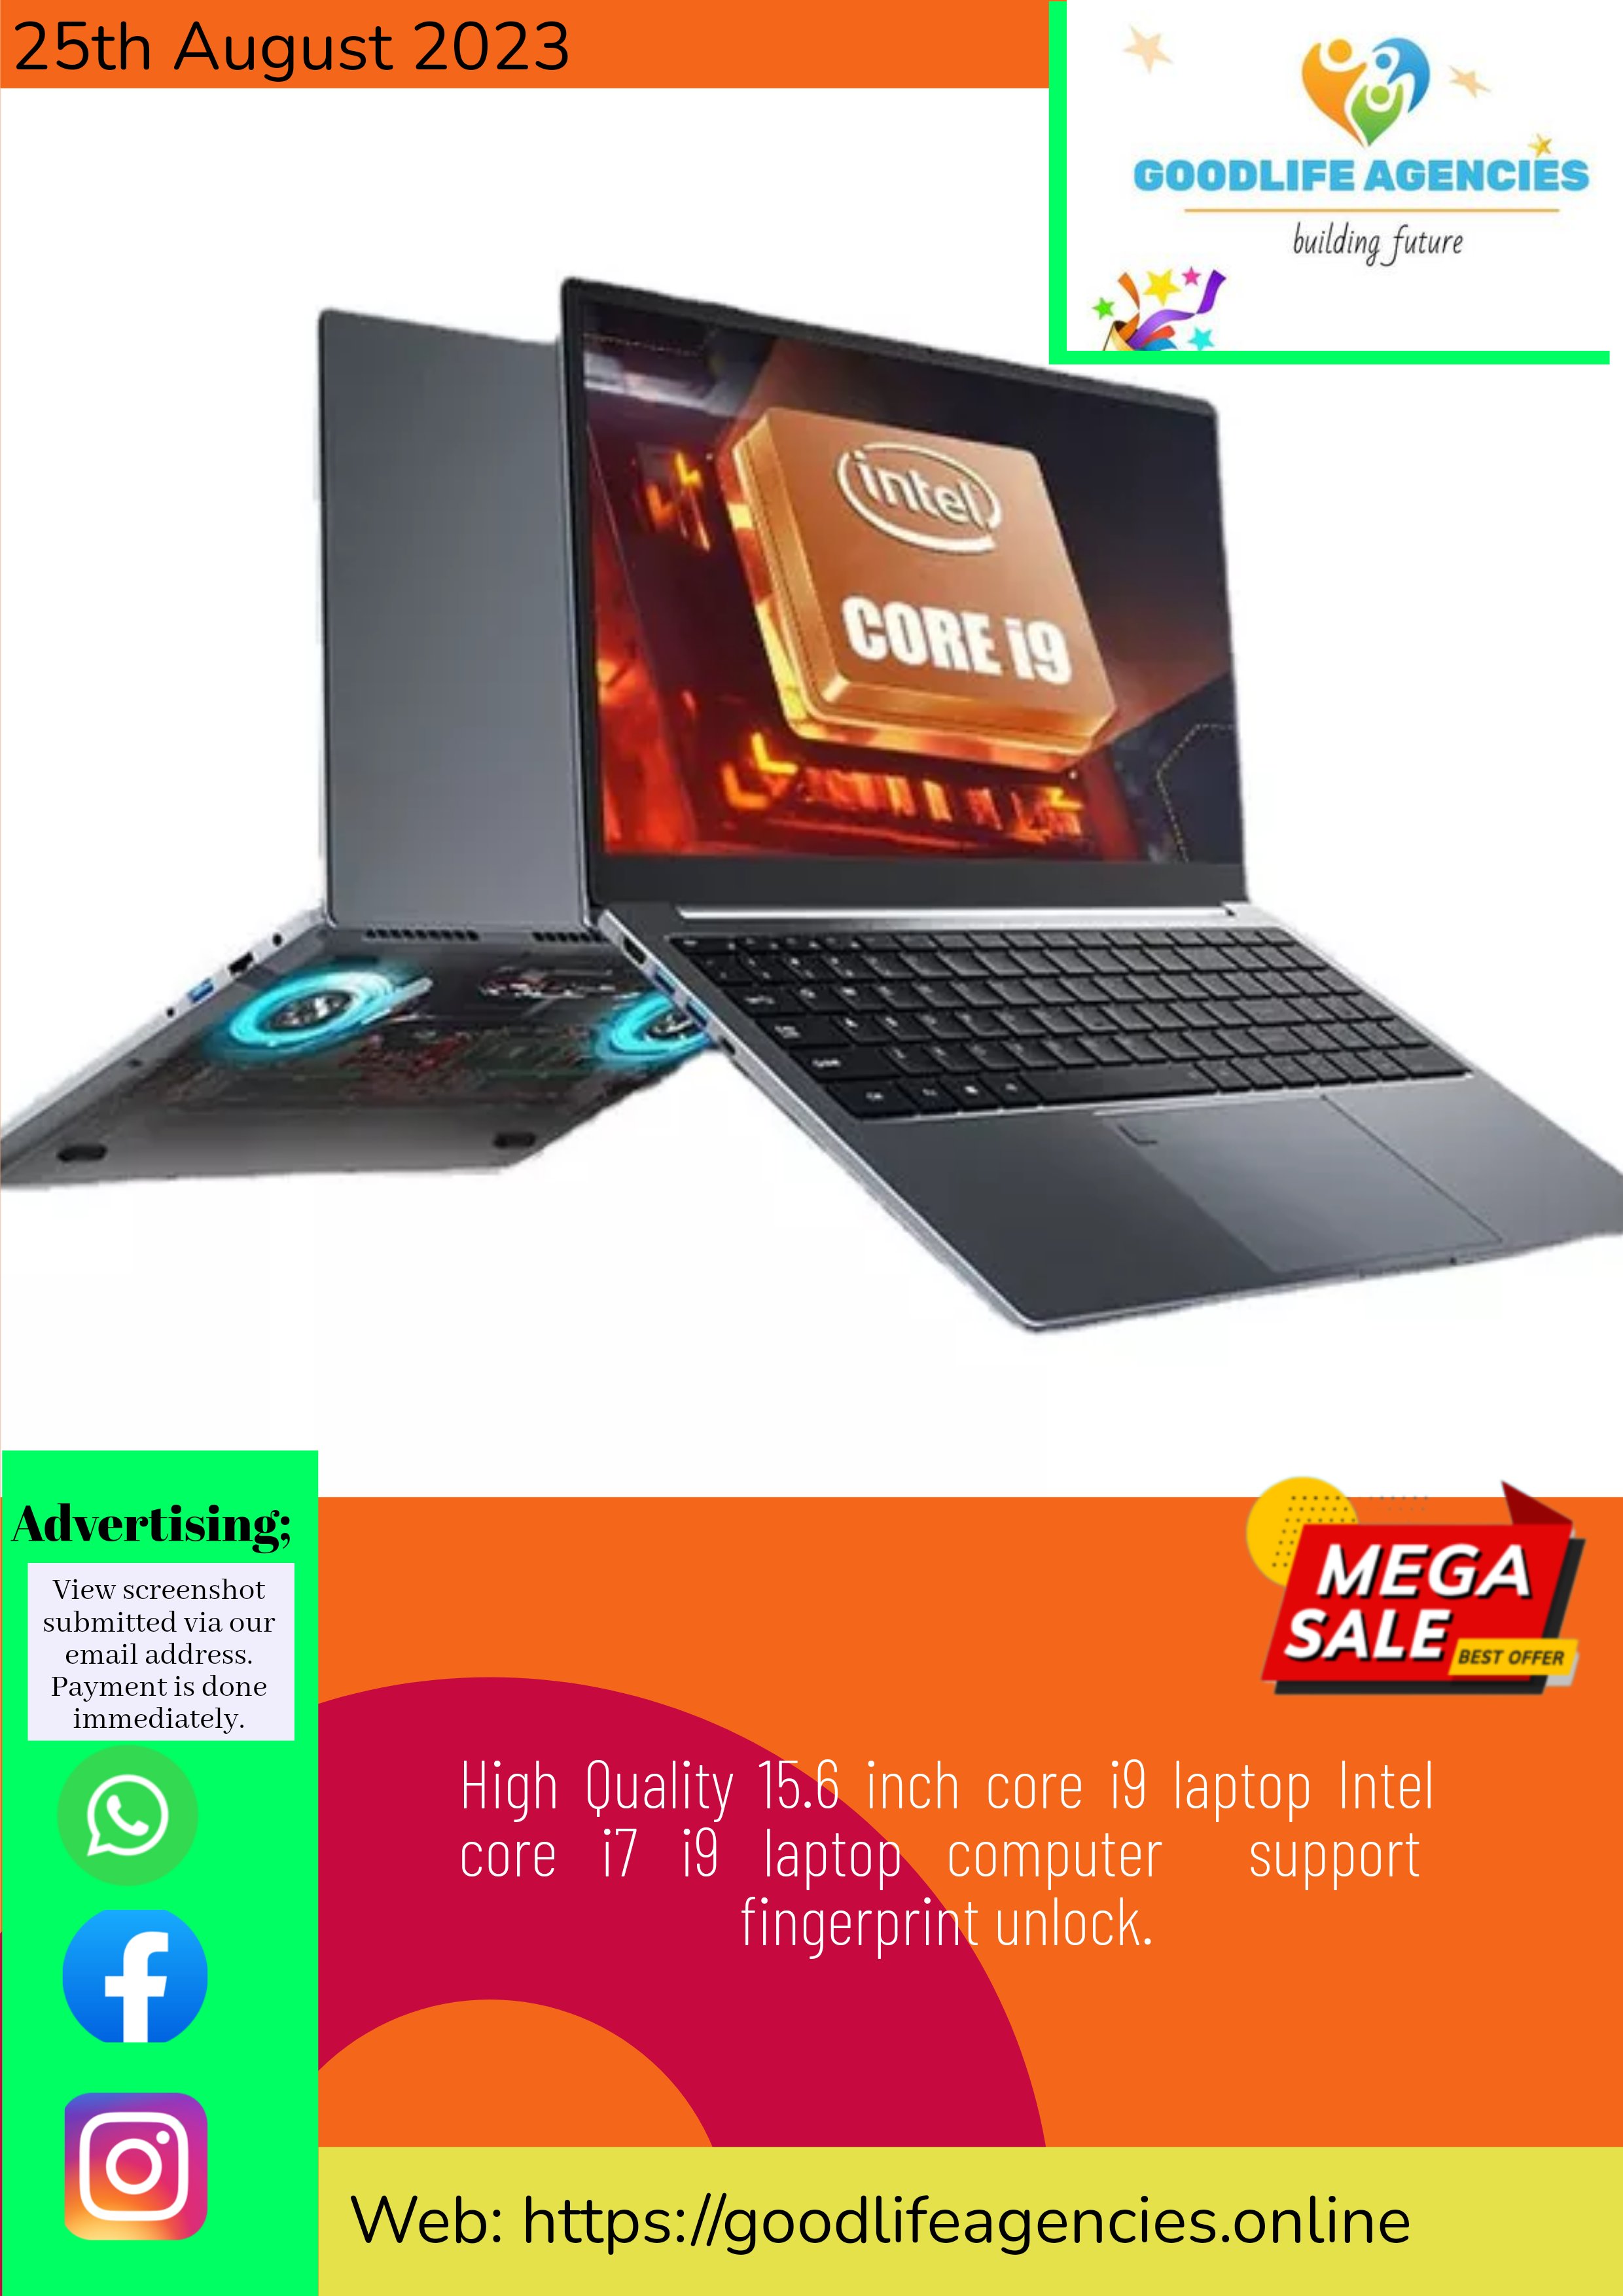 25th August 2023
GOODLIFE AGENCIES
building future
intel
CORE i9
Advertising;
View screenshot
submitted via our
email address.
Payment is done
immediately.
MEGA
SALE
BEST OFFER
High Quality 15.6 inch core i9 laptop Intel
core i7 i9 laptop computer support
fingerprint unlock.
Web: https://goodlifeagencies.online